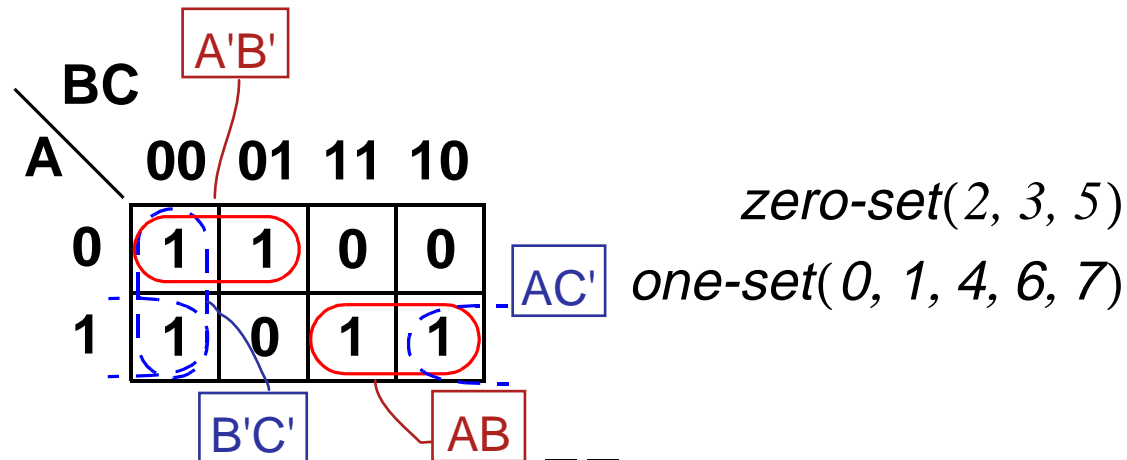 A'B'
BC
A 00 01 11 10
zero-set(2, 3, 5)
0 1 1 0 0
AC' one-set(0, 1, 4, 6, 7)
1 1 0 1 1
B'C' AB